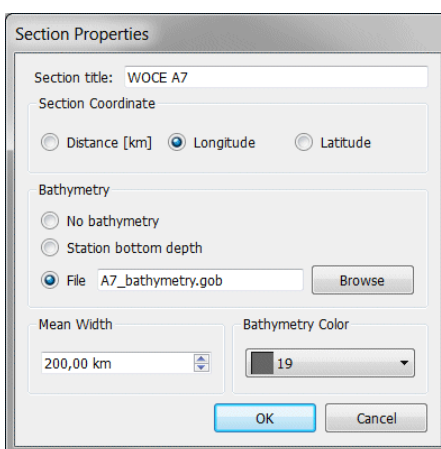 Section Properties
Section title: WOCE A7
Section Coordinate
Distance [km] Longitude Latitude
Bathymetry
No bathymetry
Station bottom depth
File A7_bathymetry.gob Browse
Mean Width Bathymetry Color
200,00 km 19
OK Cancel